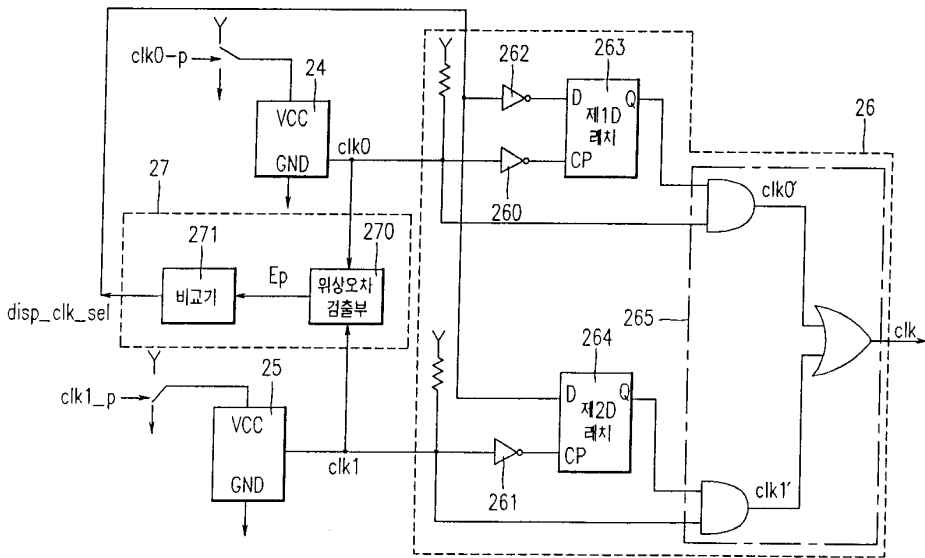 clk0-p
24
VCC
GND
clk0
262
263
D
Q
제1D
래치
CP
260
26
clk0'
27
271
비교기
Ep
270
위상오차
검출부
disp_clk_sel
265
clk
clk1_p
25
VCC
GND
clk1
264
D
Q
제2D
래치
CP
261
clk1'